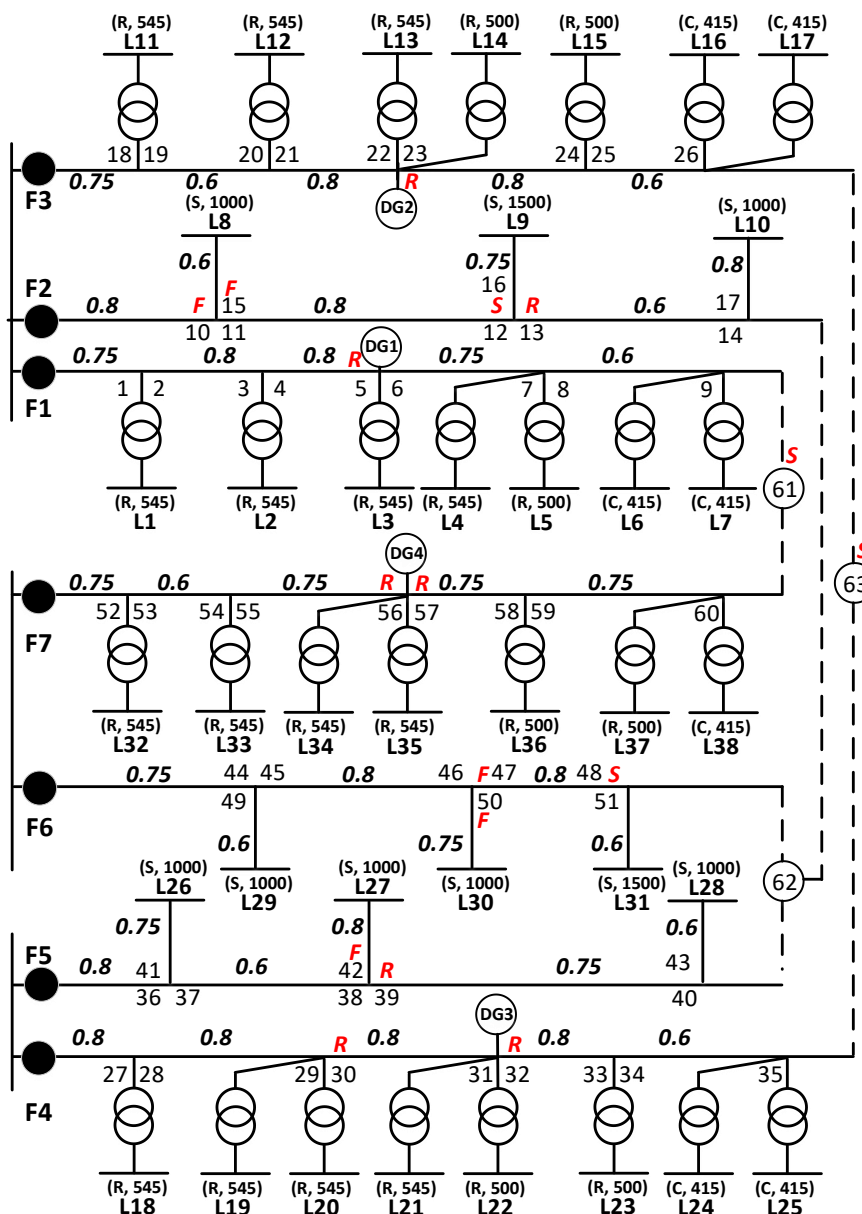 (R, 545) (R, 545) (R, 545) (R, 500) (R, 500) (C, 415) (C, 415)
L11 L12 L13 L14 L15 L16 L17
18 19 20 21 22 23 24 25 26
F3 0.75 0.6 0.8 R 0.8 0.6
DG2
(S, 1000) (S, 1500) (S, 1000)
L8 L9 L10
0.6 0.75 0.8
F2 0.8 F F 15 0.8 16 S R 0.6 17
10 11 12 13 14
F1 0.75 0.8 0.8 R DG1 0.75 0.6
1 2 3 4 5 6 7 8 9
S
61
(R, 545) (R, 545) (R, 545) (R, 545) (R, 500) (C, 415) (C, 415)
L1 L2 L3 L4 L5 L6 L7
S
63
DG4
F7 0.75 0.6 0.75 R R 0.75 0.75
52 53 54 55 56 57 58 59 60
(R, 545) (R, 545) (R, 545) (R, 545) (R, 500) (R, 500) (C, 415)
L32 L33 L34 L35 L36 L37 L38
F6 0.75 44 45 0.8 46 F 47 0.8 48 S
49 50 51
F
0.6 0.75 0.6
(S, 1000) (S, 1000) (S, 1500)
L29 L30 L31
62
(S, 1000) (S, 1000) (S, 1000)
L26 L27 L28
0.75 0.8 0.6
F5 0.8 41 0.6 F 42 R 0.75 43
36 37 38 39 40
DG3
F4 0.8 0.8 R 0.8 R 0.8 0.6
27 28 29 30 31 32 33 34 35
(R, 545) (R, 545) (R, 545) (R, 545) (R, 500) (R, 500) (C, 415) (C, 415)
L18 L19 L20 L21 L22 L23 L24 L25